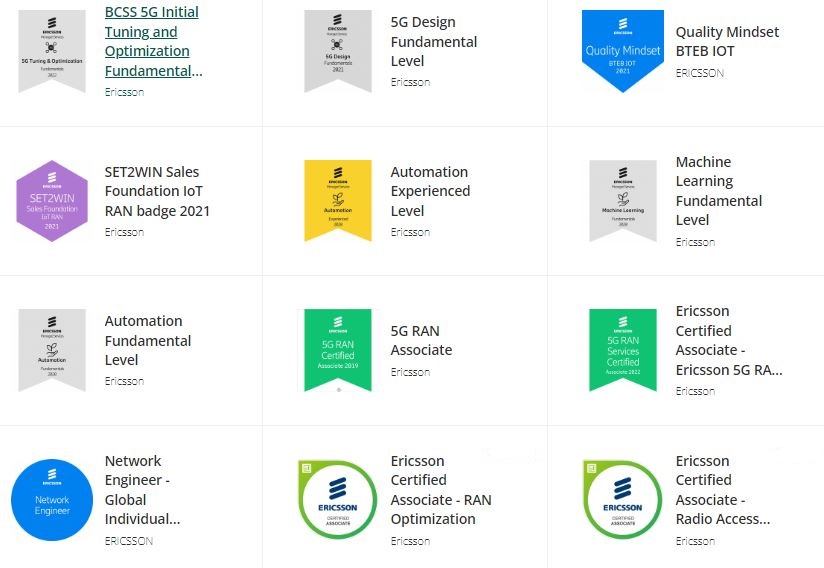 ERICSSON
Managed Services
5G Tuning & Optimization
Fundamentals
2022
BCSS 5G Initial
Tuning and
Optimization
Fundamental...
Ericsson
ERICSSON
Managed Services
5G Design
Fundamentals
2021
5G Design
Fundamental
Level
Ericsson
ERICSSON
Quality Mindset
BTEB IOT
2021
Quality Mindset
BTEB IOT
ERICSSON
ERICSSON
SET2WIN
Sales Foundation
IoT RAN
2021
SET2WIN Sales
Foundation IoT
RAN badge 2021
Ericsson
ERICSSON
Managed Services
Automation
Experienced
2020
Automation
Experienced
Level
Ericsson
ERICSSON
Managed Services
Machine Learning
Fundamentals
2020
Machine
Learning
Fundamental
Level
Ericsson
ERICSSON
Managed Services
Automation
Fundamentals
2020
Automation
Fundamental
Level
Ericsson
ERICSSON
5G RAN
Certified
Associate 2019
5G RAN
Associate
Ericsson
ERICSSON
5G RAN
Services
Certified
Associate 2022
Ericsson
Certified
Associate -
Ericsson 5G RA...
Ericsson
ERICSSON
Network
Engineer
Network
Engineer -
Global
Individual...
ERICSSON
ERICSSON
CERTIFIED
ASSOCIATE
Ericsson
Certified
Associate - RAN
Optimization
Ericsson
ERICSSON
CERTIFIED
ASSOCIATE
Ericsson
Certified
Associate -
Radio Access...
Ericsson